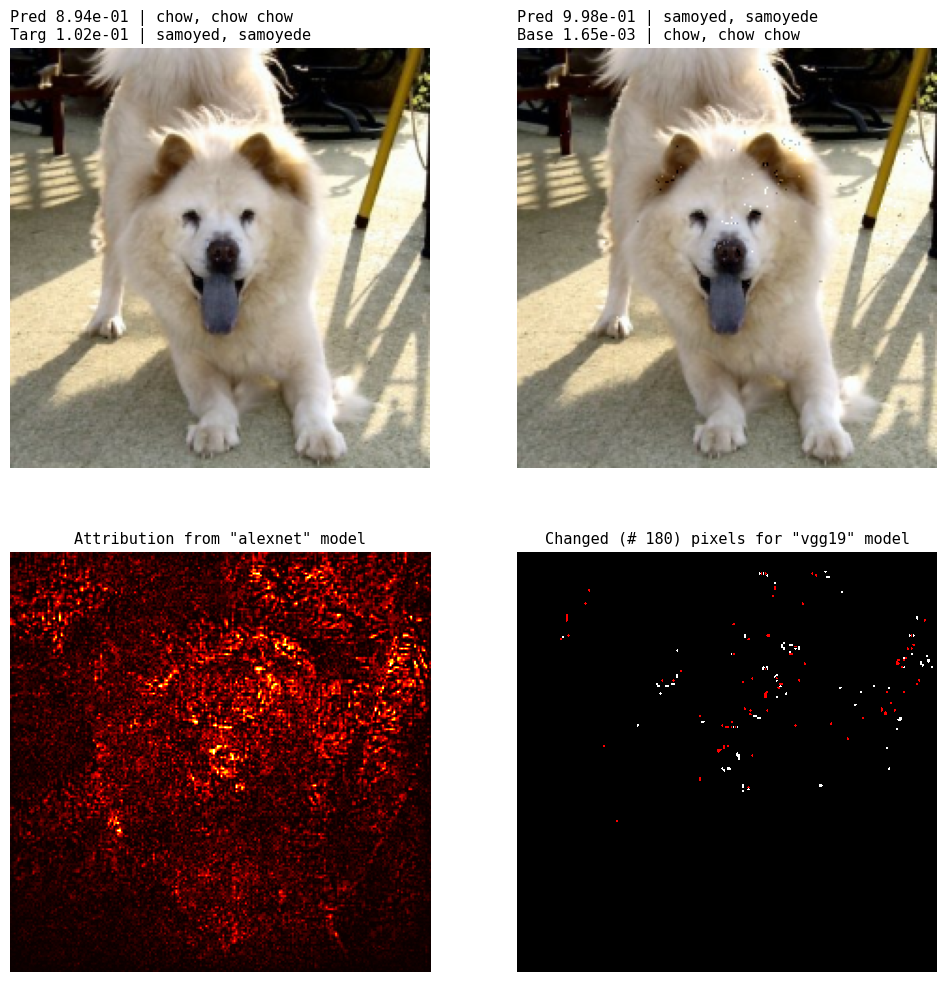 Pred 8.94e-01 | chow, chow chow
Targ 1.02e-01 | samoyed, samoyede
Pred 9.98e-01 | samoyed, samoyede
Base 1.65e-03 | chow, chow chow
Attribution from "alexnet" model
Changed (# 180) pixels for "vgg19" model